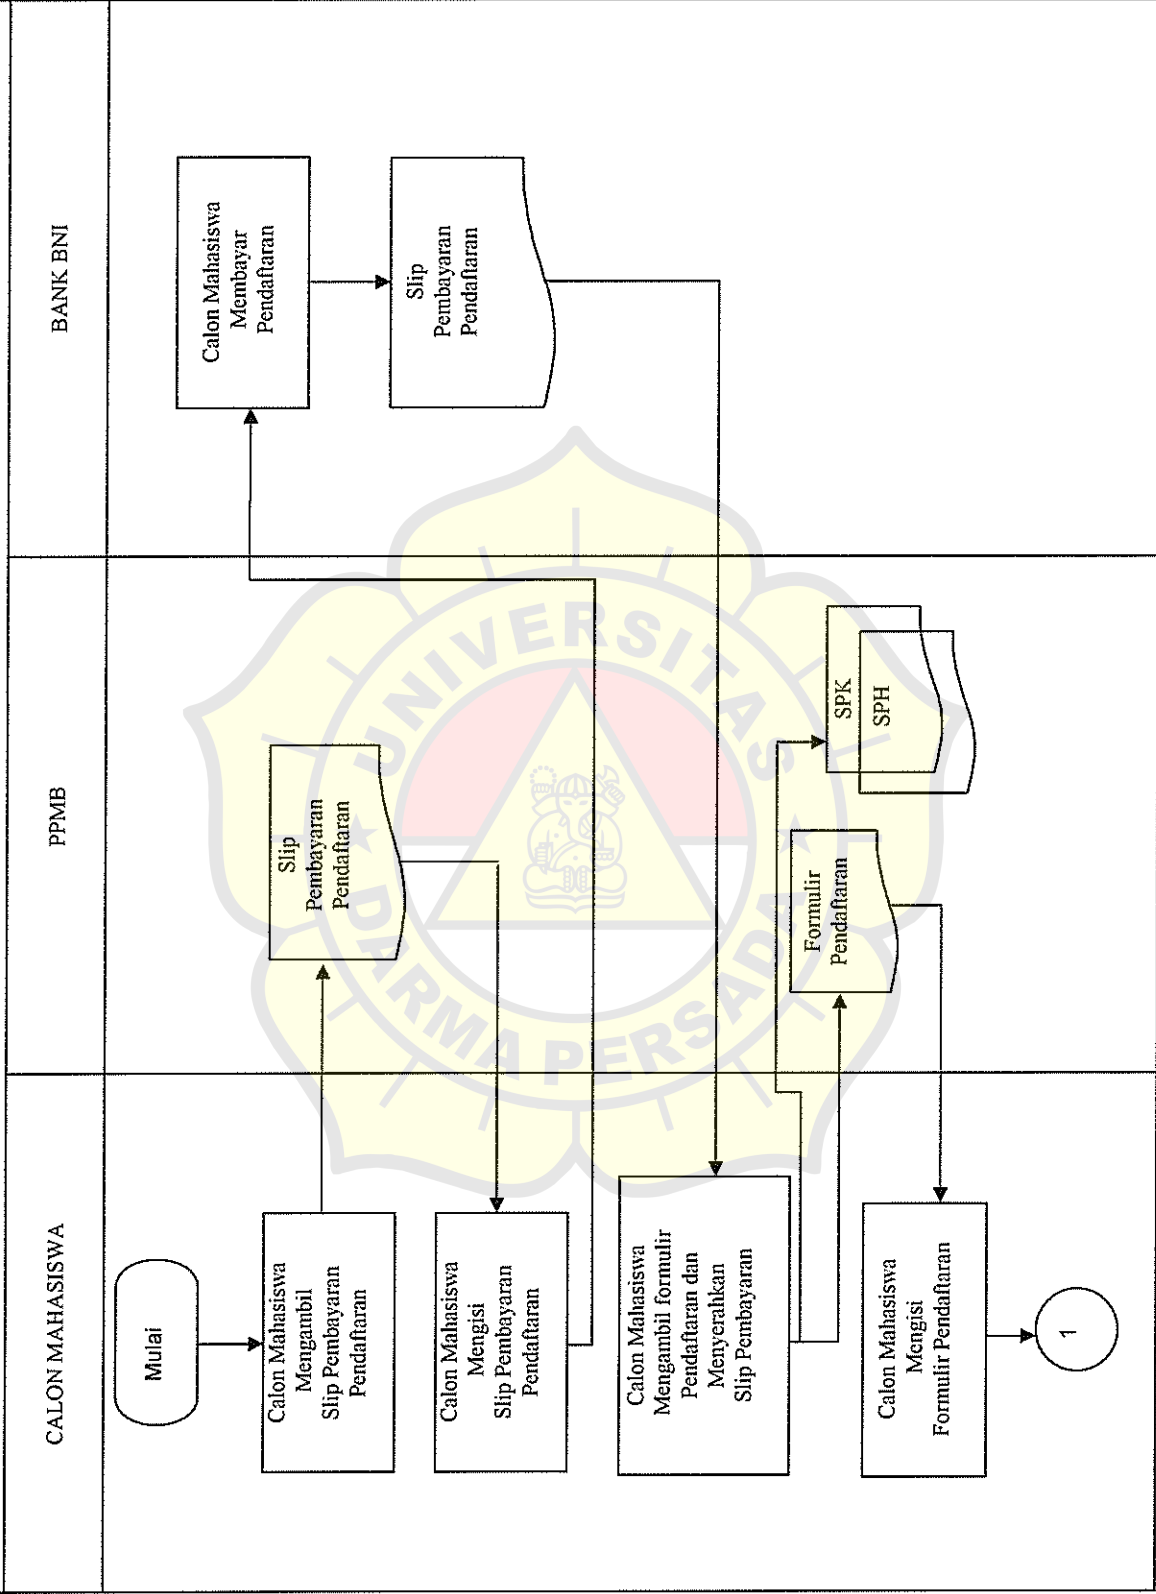 CALON MAHASISWA
PPMB
BANK BNI
Mulai
Calon Mahasiswa
Mengambil
Slip Pembayaran
Pendaftaran
Slip
Pembayaran
Pendaftaran
Calon Mahasiswa
Membayar
Pendaftaran
Calon Mahasiswa
Mengisi
Slip Pembayaran
Pendaftaran
Slip
Pembayaran
Pendaftaran
Calon Mahasiswa
Mengambil formulir
Pendaftaran dan
Menyerahkan
Slip Pembayaran
Formulir
Pendaftaran
SPK
SPH
Calon Mahasiswa
Mengisi
Formulir Pendaftaran
1
UNIVERSITAS
DARMA PERSADA